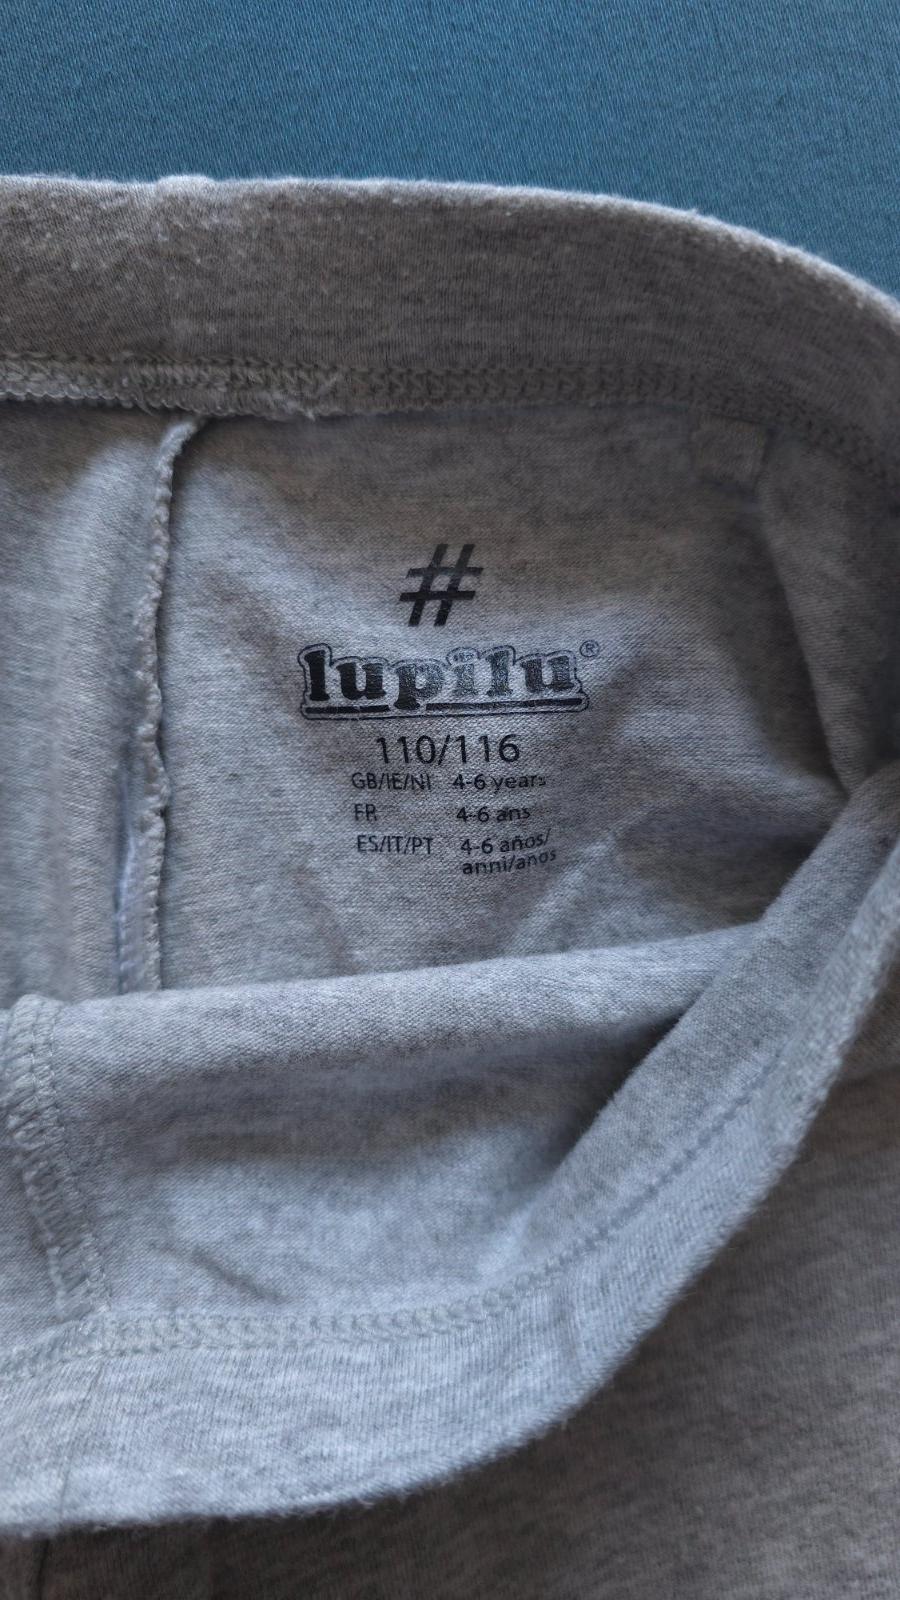 #
lupilu®
110/116
GB/IE/NI 4-6 years
FR 4-6 ans
ES/IT/PT 4-6 años/
anni/anos